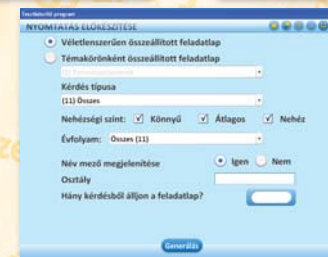 Tesztkészítő program
NYOMTATÁS ELŐKÉSZÍTÉSE
Véletlenszerűen összeállított feladatlap
Témakörönként összeállított feladatlap
Kérdés típusa
(11) Összes
Nehézségi szint: Könnyű Átlagos Nehéz
Évfolyam: Összes (11)
Név mező megjelenítése Igen Nem
Osztály
Hány kérdésből álljon a feladatlap?
Generálás